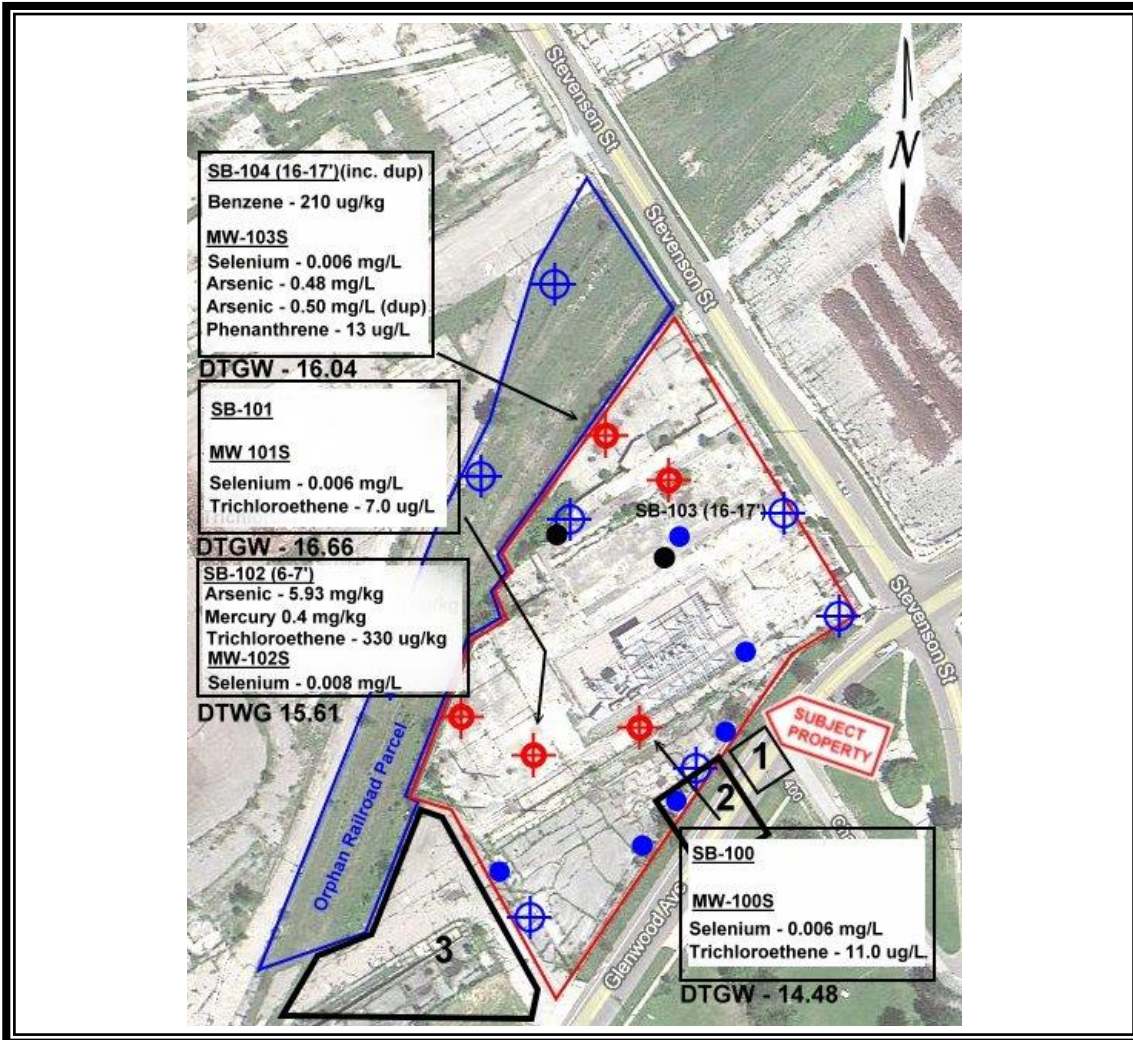 Stevenson St
N
Stevenson St
SB-104 (16-17')(inc. dup)
Benzene - 210 ug/kg
MW-103S
Selenium - 0.006 mg/L
Arsenic - 0.48 mg/L
Arsenic - 0.50 mg/L (dup)
Phenanthrene - 13 ug/L
DTGW - 16.04
SB-101
MW 101S
Selenium - 0.006 mg/L
Trichloroethene - 7.0 ug/L
DTGW - 16.66
SB-103 (16-17')
SB-102 (6-7')
Arsenic - 5.93 mg/kg
Mercury 0.4 mg/kg
Trichloroethene - 330 ug/kg
MW-102S
Selenium - 0.008 mg/L
DTWG 15.61
Stevenson St
SUBJECT
PROPERTY
1
2
400
Orphan Railroad Parcel
3
Glenwood Ave
SB-100
MW-100S
Selenium - 0.006 mg/L
Trichloroethene - 11.0 ug/L
DTGW - 14.48